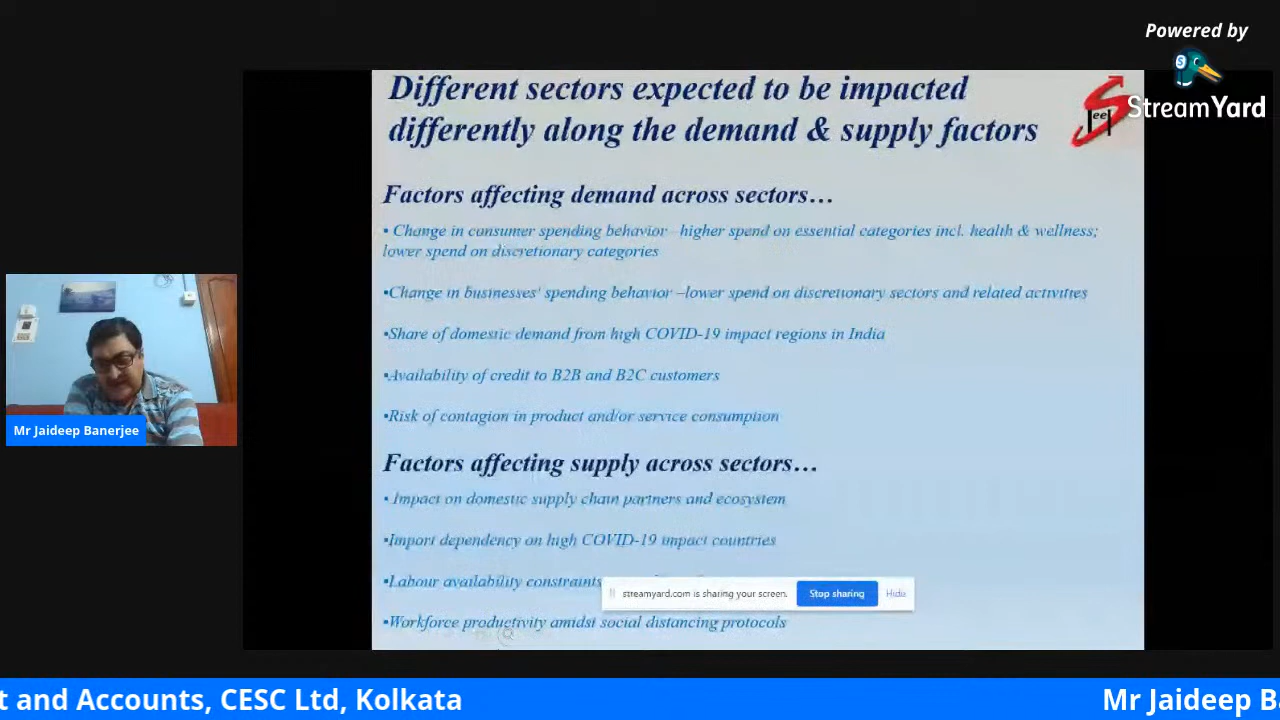 Powered by
StreamYard
Different sectors expected to be impacted
differently along the demand & supply factors
Factors affecting demand across sectors…
• Change in consumer spending behavior –higher spend on essential categories incl. health & wellness;
lower spend on discretionary categories
•Change in businesses' spending behavior –lower spend on discretionary sectors and related activities
•Share of domestic demand from high COVID-19 impact regions in India
•Availability of credit to B2B and B2C customers
•Risk of contagion in product and/or service consumption
Factors affecting supply across sectors…
• Impact on domestic supply chain partners and ecosystem
•Import dependency on high COVID-19 impact countries
•Labour availability constraints
streamyard.com is sharing your screen.
Stop sharing
Hide
•Workforce productivity amidst social distancing protocols
Mr Jaideep Banerjee
t and Accounts, CESC Ltd, Kolkata
Mr Jaideep B